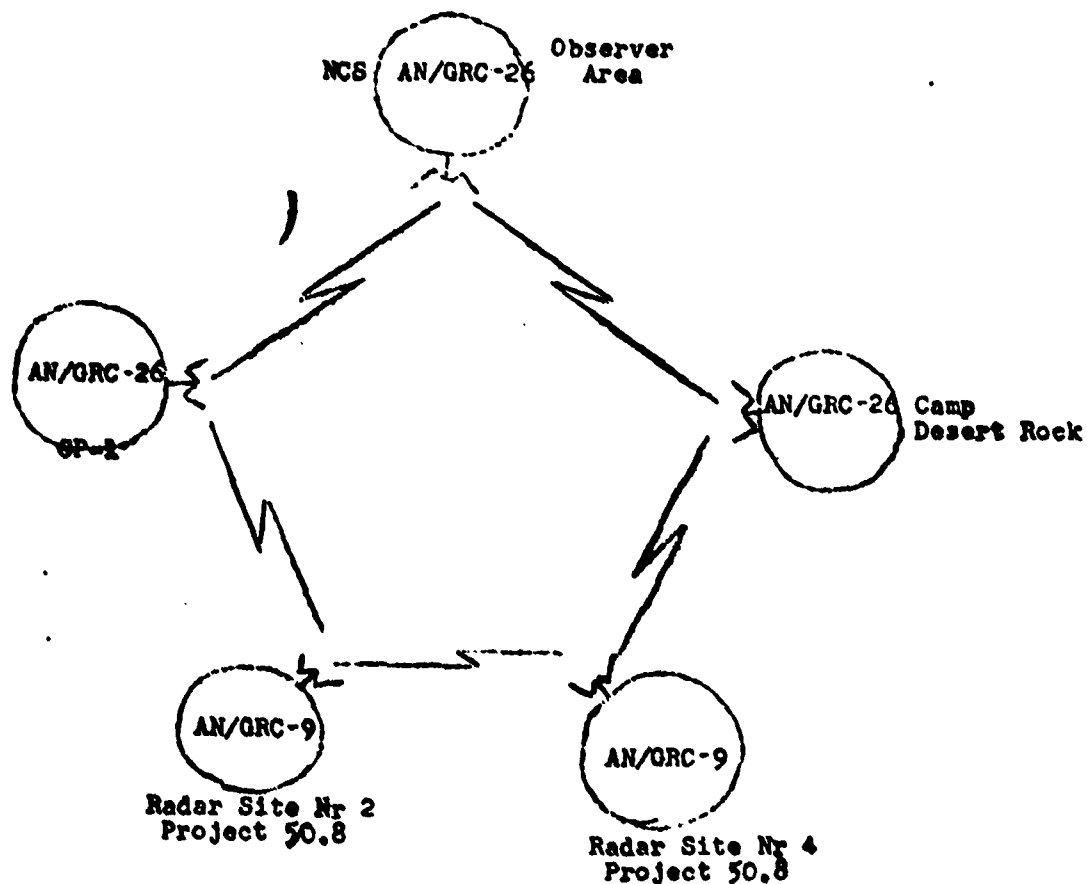 Observer
Area
NCS AN/GRC-26
AN/GRC-26
AN/GRC-26 Camp
Desert Rock
AN/GRC-9
Radar Site Nr 2
Project 50.8
AN/GRC-9
Radar Site Nr 4
Project 50.8